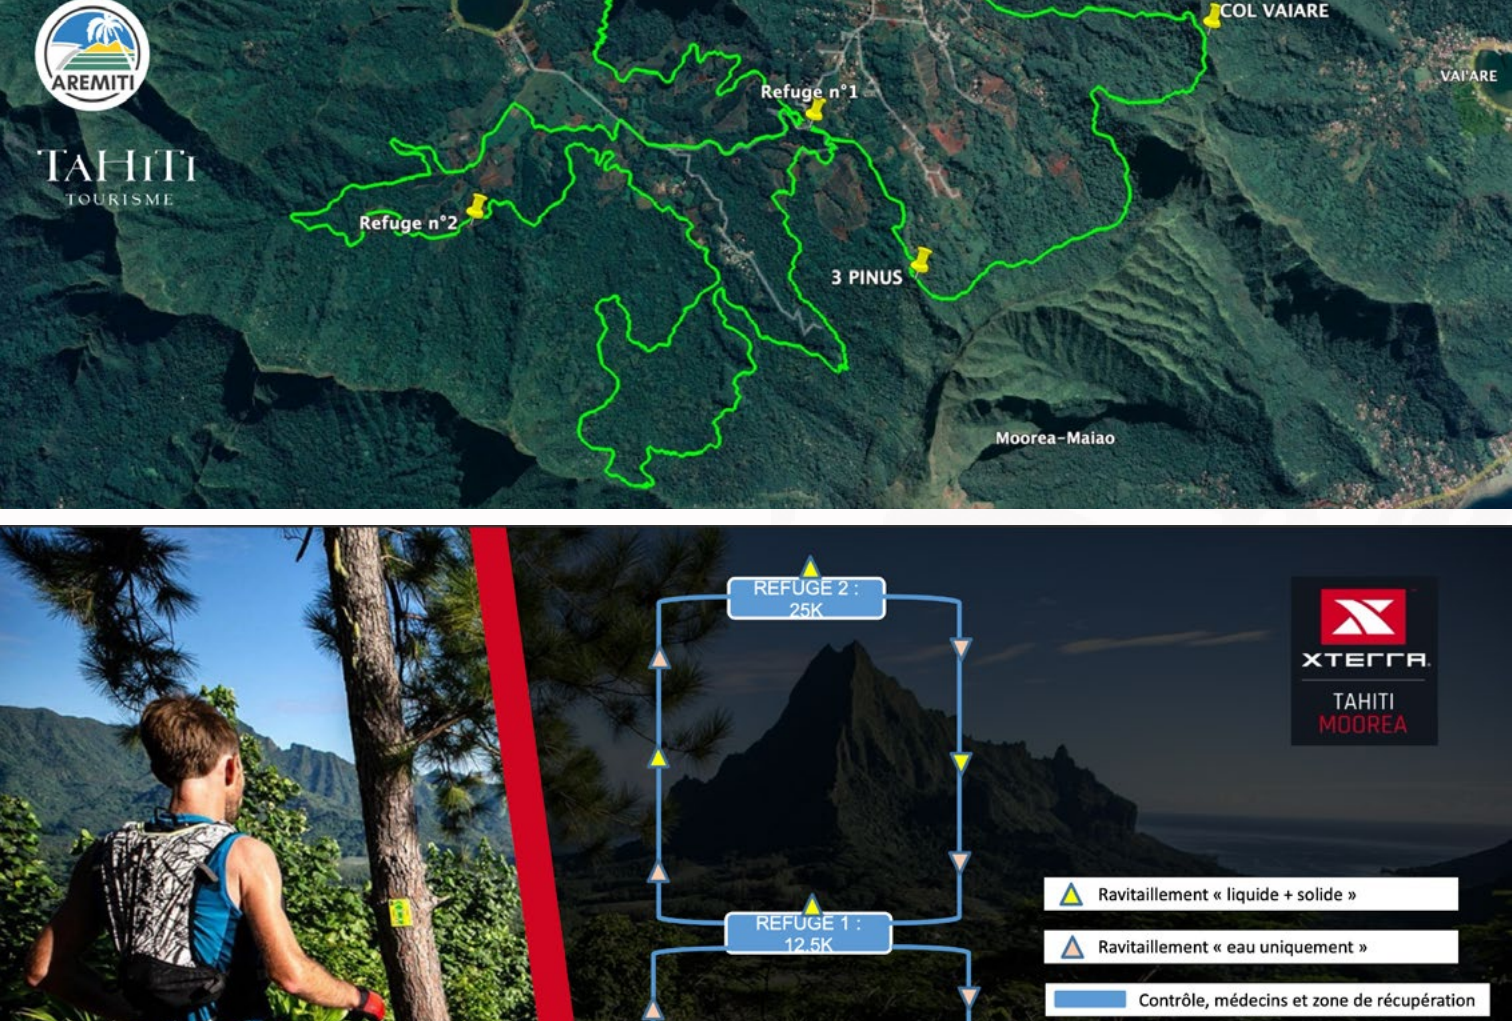 COL VAIARE
AREMITI
VAI'ARE
Refuge n°1
TAHITI
TOURISME
Refuge n°2
3 PINUS
Moorea-Maiao
REFUGE 2 :
25K
XTERRA
TAHITI
MOOREA
Ravitaillement « liquide + solide »
REFUGE 1 :
12.5K
Ravitaillement « eau uniquement »
Contrôle, médecins et zone de récupération